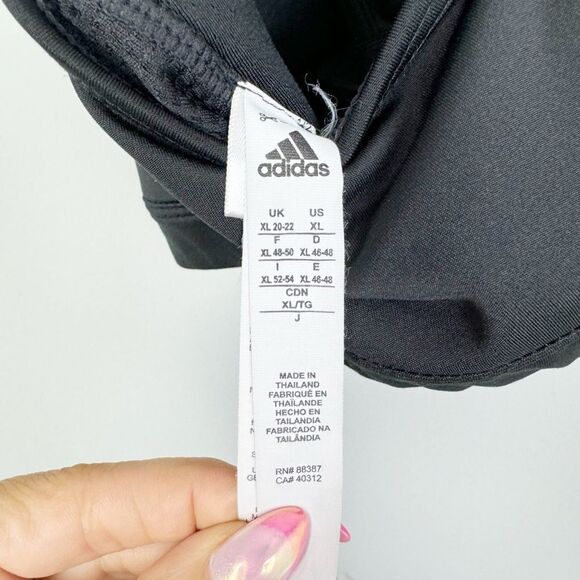 adidas
UK US
XL 20-22 XL
F D
XL 48-50 XL 46-48
I E
XL 52-54 XL 46-48
CDN
XL/TG
J
MADE IN
THAILAND
FABRIQUÉ EN
THAÏLANDE
HECHO EN
TAILANDIA
FABRICADO NA
TAILÂNDIA
RN# 88387
CA# 40312